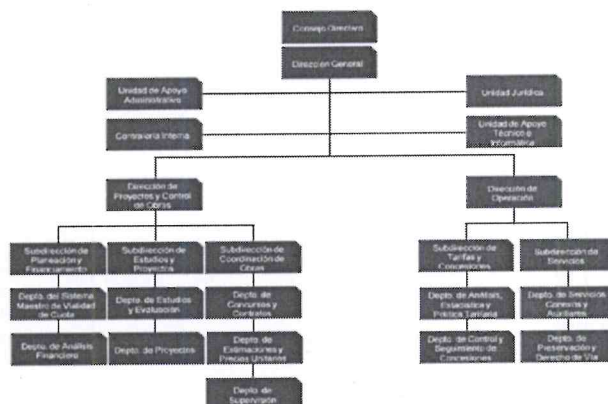 Consejo Directivo
Dirección General
Unidad de Apoyo
Administrativo
Unidad Jurídica
Contraloría Interna
Unidad de Apoyo
Técnico e
Informática
Dirección de
Proyectos y Control
de Obras
Dirección de
Operación
Subdirección de
Planeación y
Financiamiento
Subdirección de
Estudios y
Proyectos
Subdirección de
Coordinación de
Obras
Subdirección de
Tarifas y
Concesiones
Subdirección de
Servicios
Depto. del Sistema
Maestro de Vialidad
de Cuota
Depto. de Estudios
y Evaluación
Depto. de
Concursos y
Contratos
Depto. de Análisis,
Estadística y
Política Tarifaria
Depto. de Servicios
Conexos y
Auxiliares
Depto. de Análisis
Financiero
Depto. de Proyectos
Depto. de
Estimaciones y
Precios Unitarios
Depto. de Control y
Seguimiento de
Concesiones
Depto. de
Preservación y
Derecho de Vía
Depto. de
Supervisión